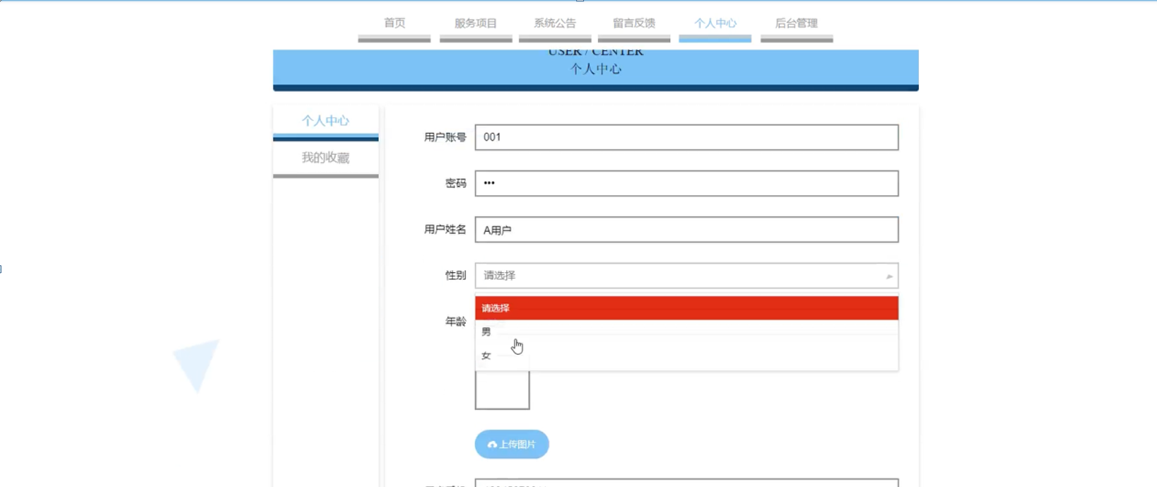 首页 服务项目 系统公告 留言反馈 个人中心 后台管理
USER / CENTER
个人中心
个人中心
我的收藏
用户账号 001
密码 •••
用户姓名 A用户
性别 请选择
请选择
年龄
男
女
上传图片